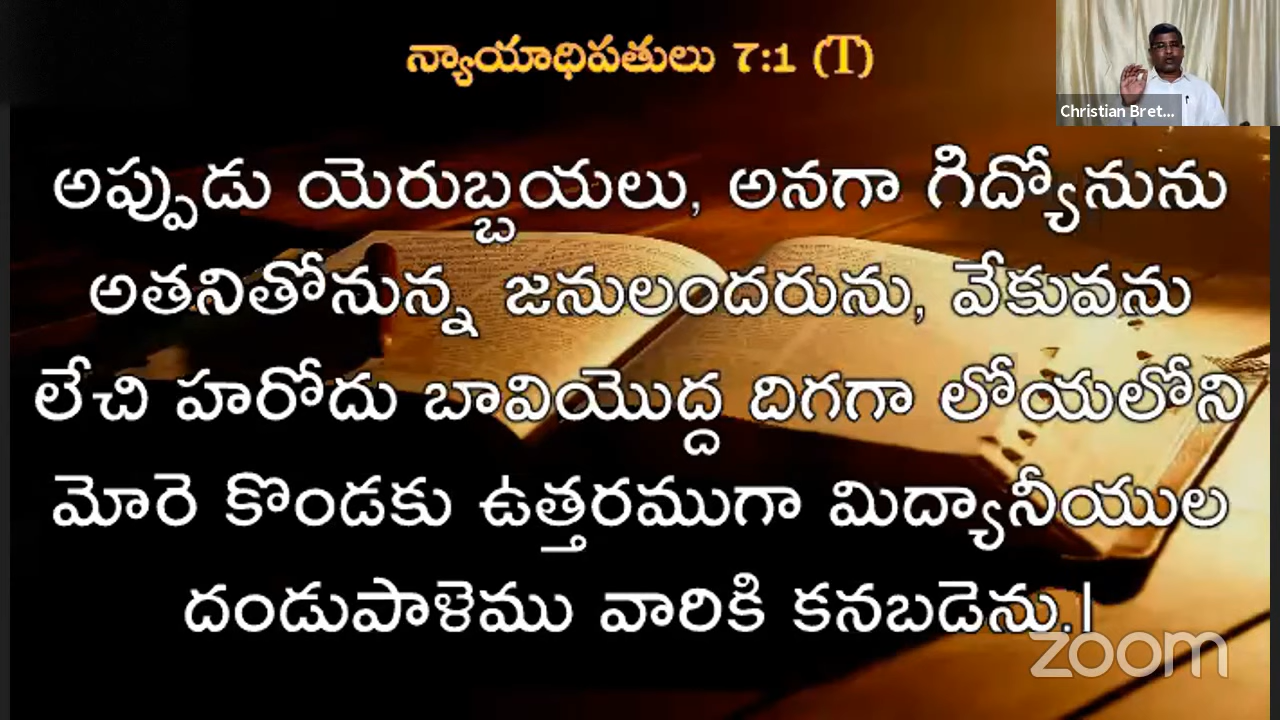 న్యాయాధిపతులు 7:1 (T)
Christian Bret...
అప్పుడు యెరుబ్బయలు, అనగా గిద్యోనును
అతనితోనున్న జనులందరును, వేకువను
లేచి హరోదు బావియొద్ద దిగగా లోయలోని
మోరె కొండకు ఉత్తరముగా మిద్యానీయుల
దండుపాళెము వారికి కనబడెను.|
zoom